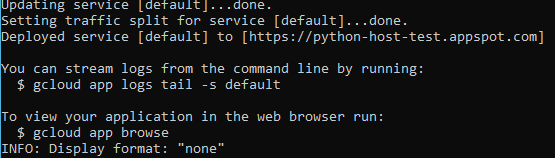 Updating service [default]...done.
Setting traffic split for service [default]...done.
Deployed service [default] to [https://python-host-test.appspot.com]
You can stream logs from the command line by running:
$ gcloud app logs tail -s default
To view your application in the web browser run:
$ gcloud app browse
INFO: Display format: "none"